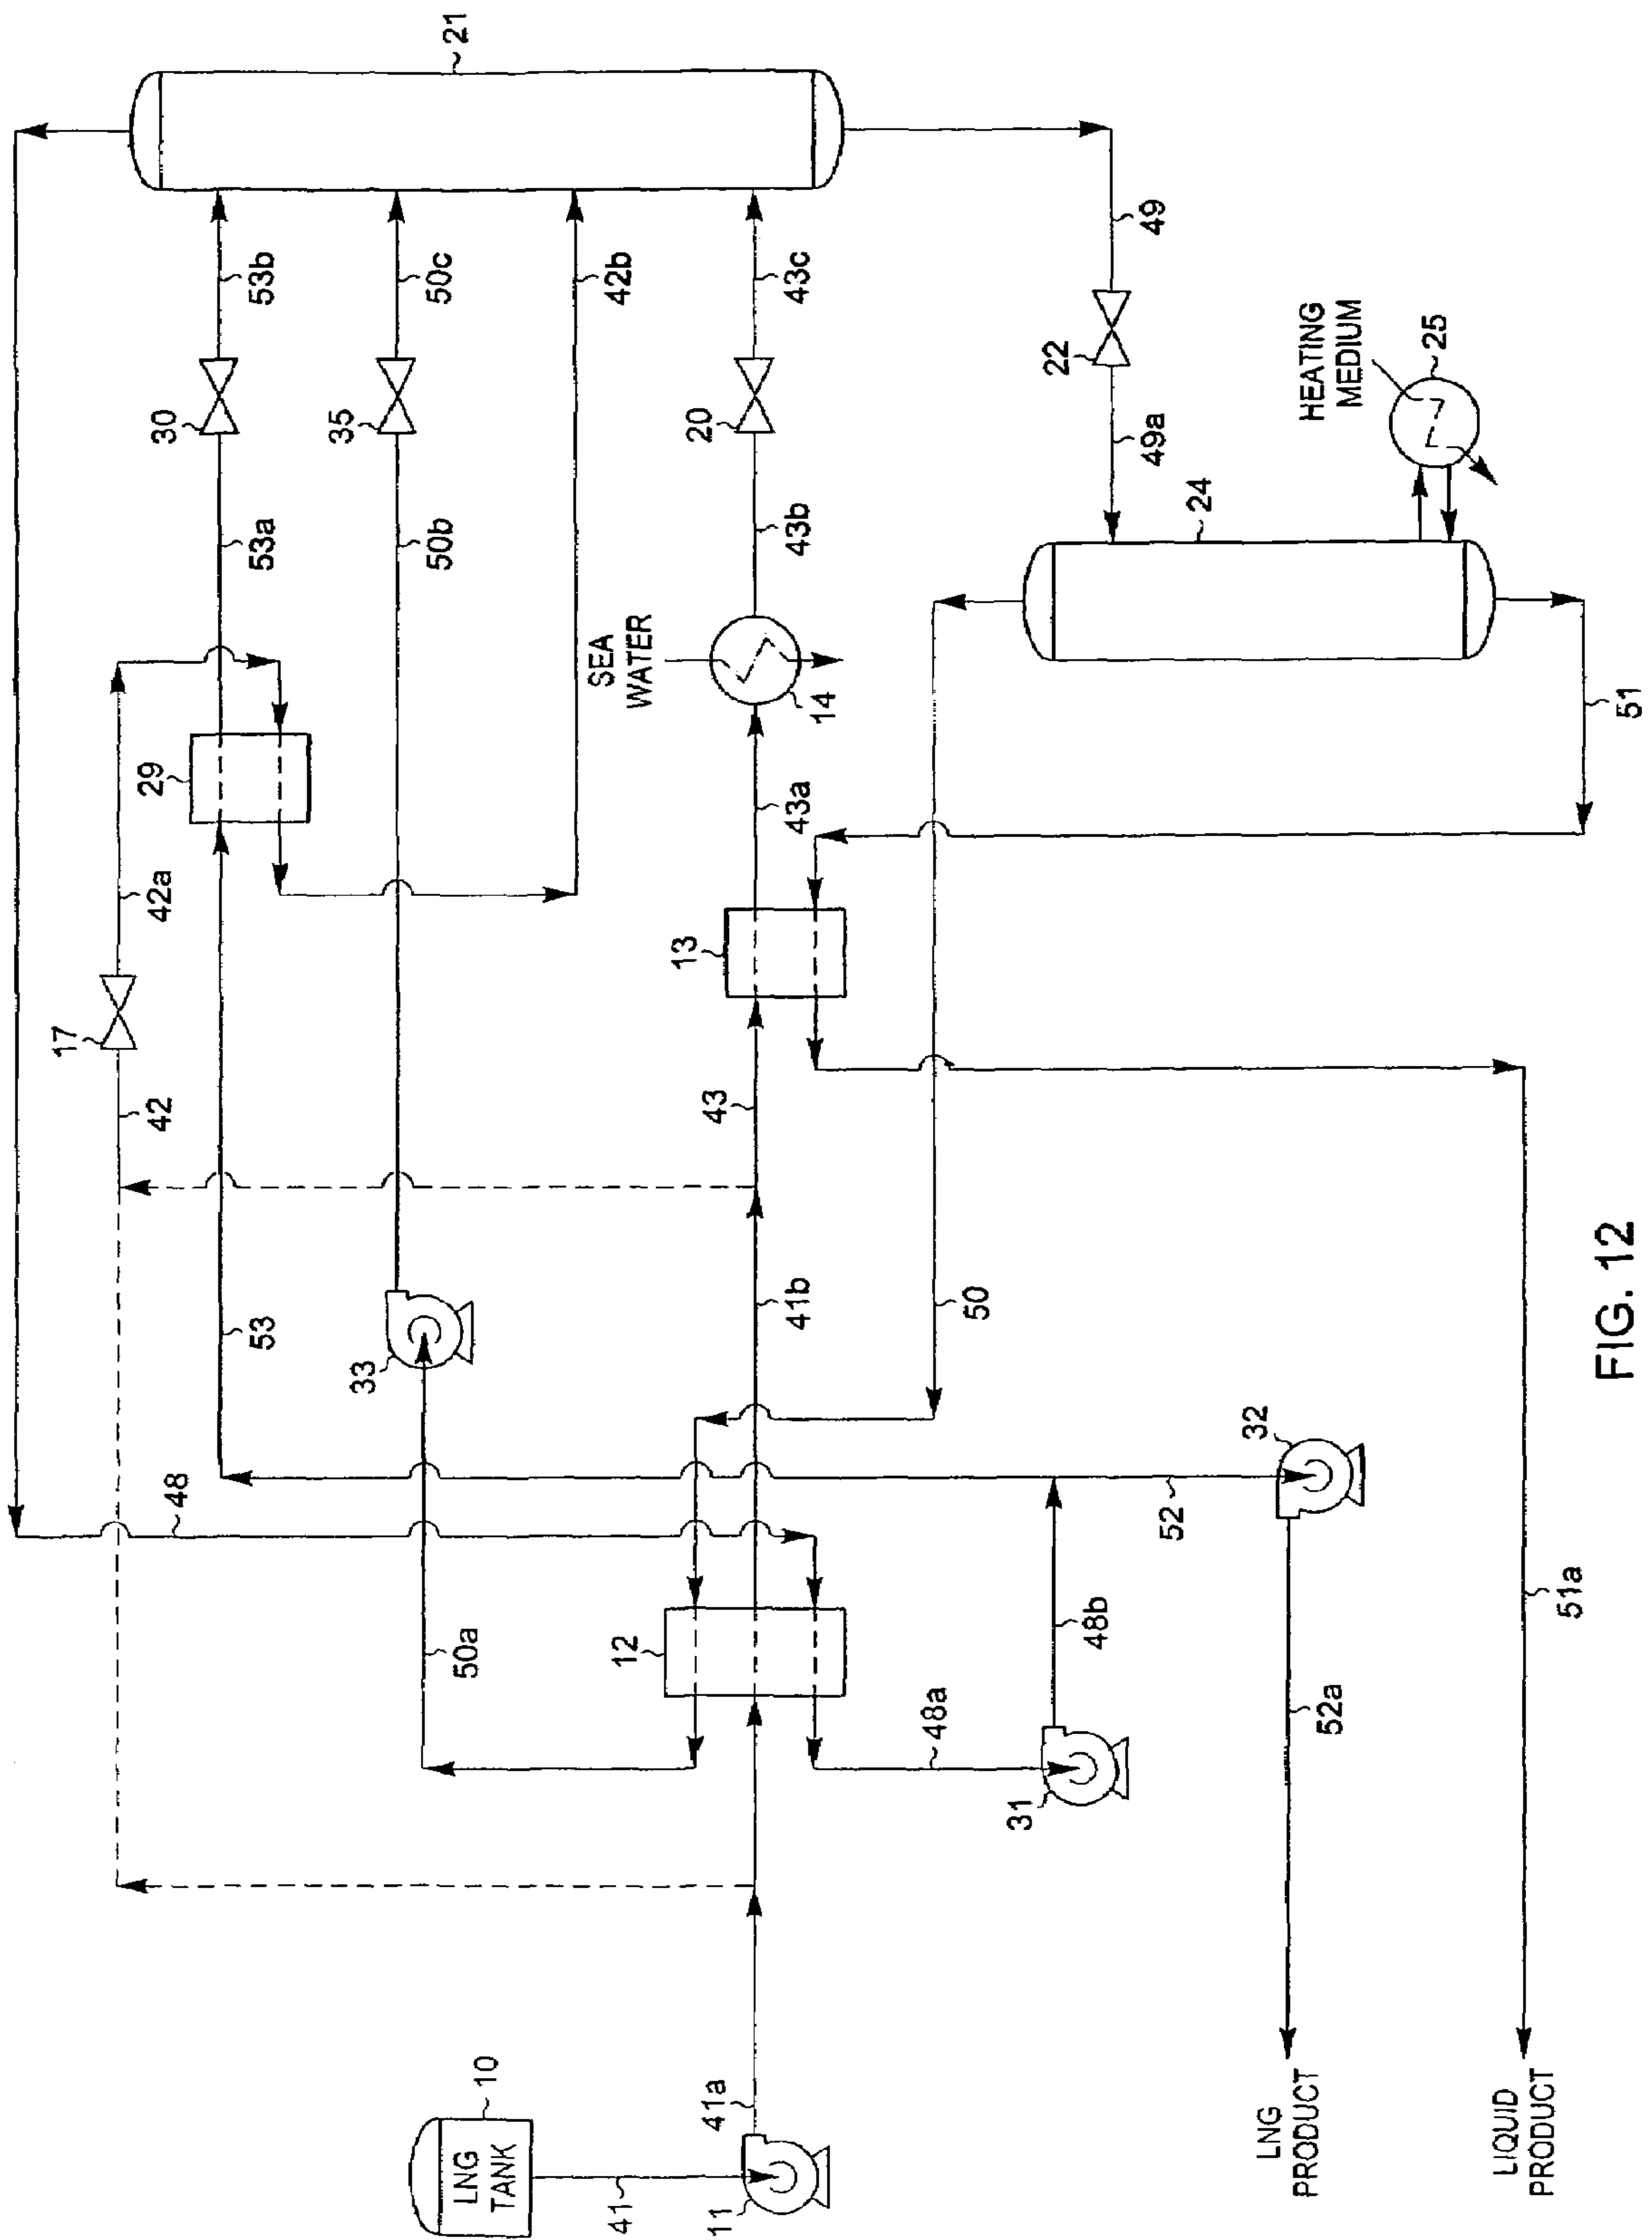 21
53b
50c
42b
43c
49
30
35
20
22
49a
HEATING
MEDIUM
25
53a
50b
43b
24
SEA
WATER
14
51
29
43a
42a
13
17
42
43
53
33
41b
50
32
48
52
50a
12
48b
51a
48a
31
52a
10
LNG
TANK
41
11
41a
LNG
PRODUCT
LIQUID
PRODUCT
FIG. 12